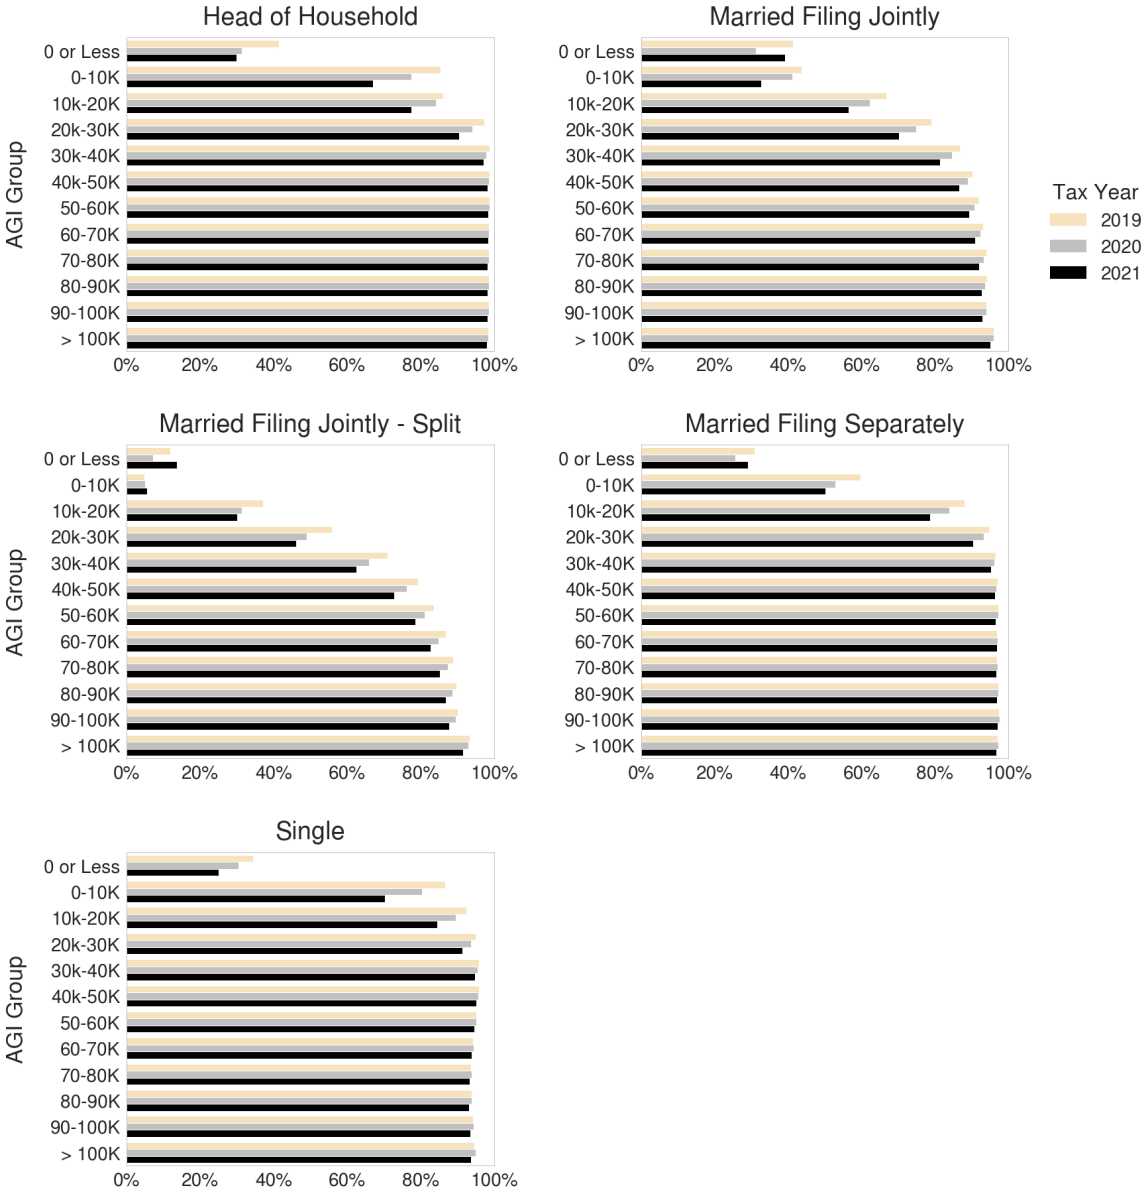 Head of Household
AGI Group
0 or Less
0-10K
10k-20K
20k-30K
30k-40K
40k-50K
50-60K
60-70K
70-80K
80-90K
90-100K
> 100K
0% 20% 40% 60% 80% 100%
Married Filing Jointly
0 or Less
0-10K
10k-20K
20k-30K
30k-40K
40k-50K
50-60K
60-70K
70-80K
80-90K
90-100K
> 100K
0% 20% 40% 60% 80% 100%
Tax Year
2019
2020
2021
Married Filing Jointly - Split
AGI Group
0 or Less
0-10K
10k-20K
20k-30K
30k-40K
40k-50K
50-60K
60-70K
70-80K
80-90K
90-100K
> 100K
0% 20% 40% 60% 80% 100%
Married Filing Separately
0 or Less
0-10K
10k-20K
20k-30K
30k-40K
40k-50K
50-60K
60-70K
70-80K
80-90K
90-100K
> 100K
0% 20% 40% 60% 80% 100%
Single
AGI Group
0 or Less
0-10K
10k-20K
20k-30K
30k-40K
40k-50K
50-60K
60-70K
70-80K
80-90K
90-100K
> 100K
0% 20% 40% 60% 80% 100%